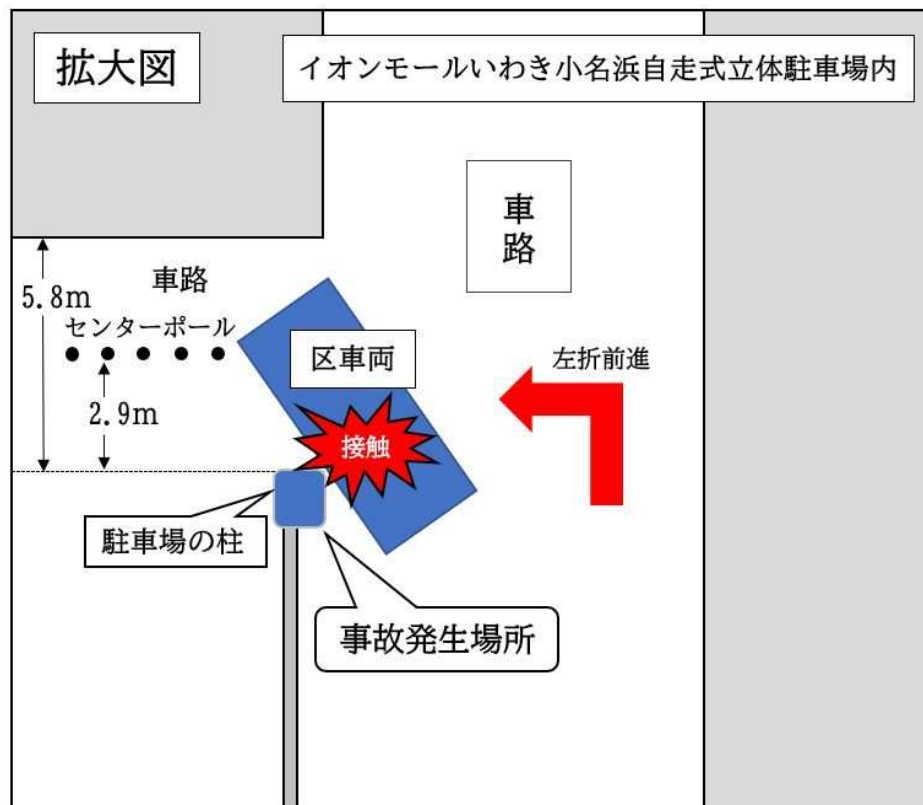 拡大図
イオンモールいわき小名浜自走式立体駐車場内
車路
車路
5.8m
センターポール
2.9m
区車両
左折前進
接触
駐車場の柱
事故発生場所